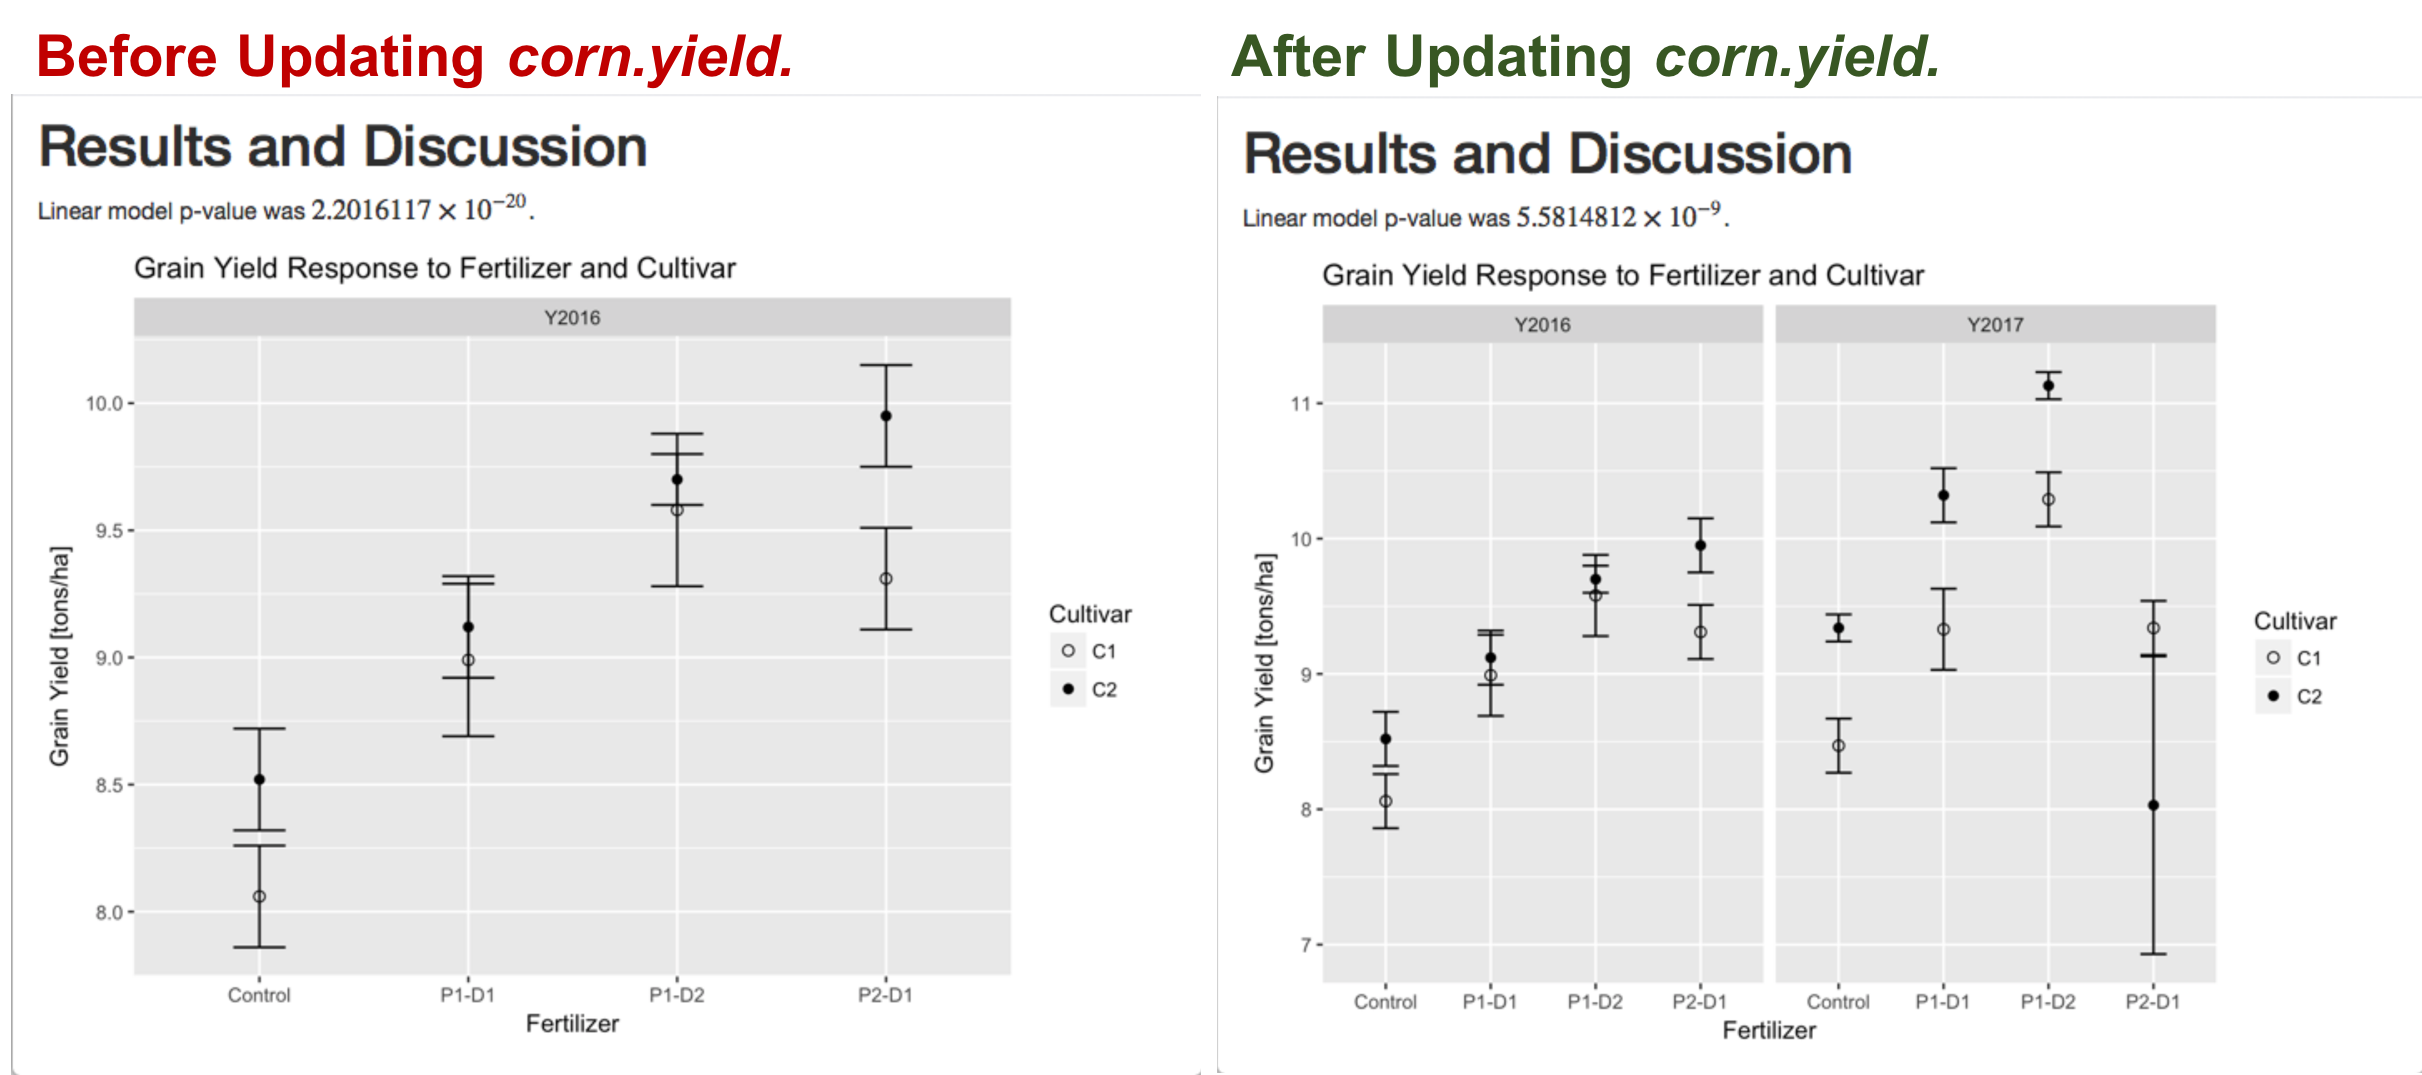 Before Updating corn.yield.
Results and Discussion
Linear model p-value was 2.2016117 × 10⁻²⁰.
Grain Yield Response to Fertilizer and Cultivar
Y2016
10.0
9.5
9.0
8.5
8.0
Grain Yield [tons/ha]
Control P1-D1 P1-D2 P2-D1
Fertilizer
Cultivar
C1
C2
After Updating corn.yield.
Results and Discussion
Linear model p-value was 5.5814812 × 10⁻⁹.
Grain Yield Response to Fertilizer and Cultivar
Y2016 Y2017
11
10
9
8
7
Grain Yield [tons/ha]
Control P1-D1 P1-D2 P2-D1 Control P1-D1 P1-D2 P2-D1
Fertilizer
Cultivar
C1
C2